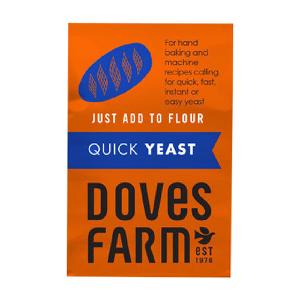 For hand
baking and
machine
recipes calling
for quick, fast,
instant or
easy yeast
JUST ADD TO FLOUR
QUICK YEAST
DOVES
FARM
est
1978